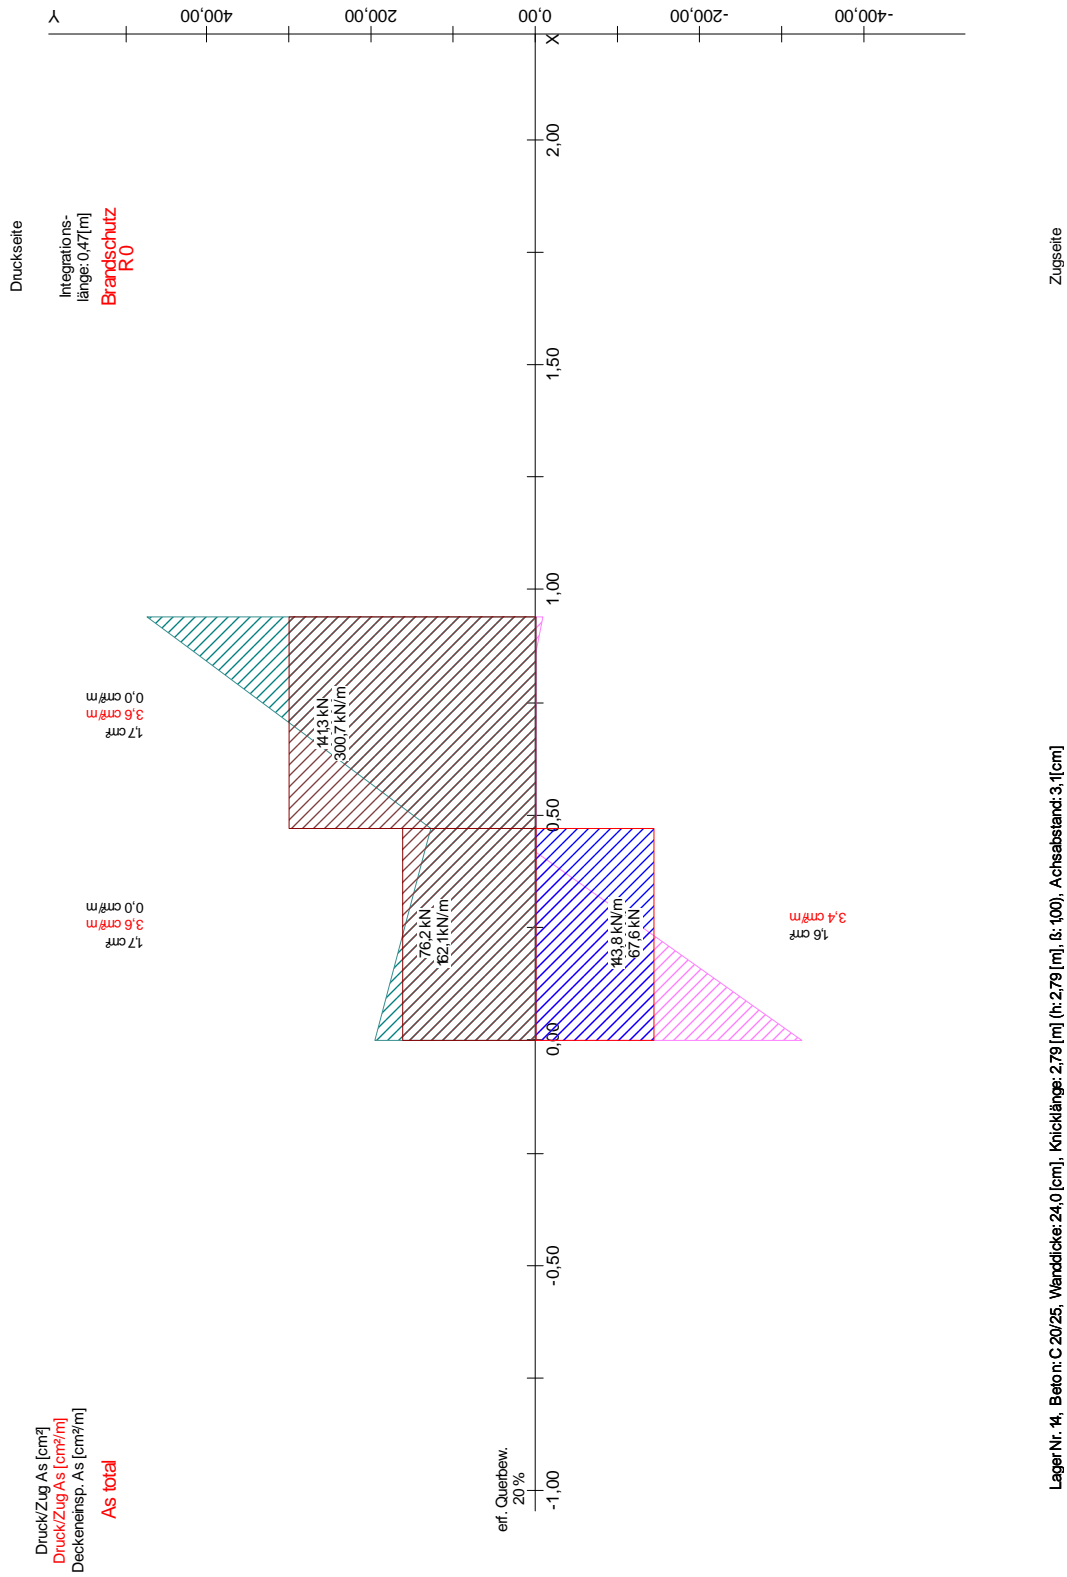 Druck/Zug As [cm²]
Druck/Zug As [cm²/m]
Deckeneinsp. As [cm²/m]
As total
Druckseite
Integrations-
länge: 0,47[m]
Brandschutz
R 0
Y
400,00
200,00
0,00
-200,00
-400,00
X
0,0 cm²/m
3,6 cm²/m
1,7 cm²
0,0 cm²/m
3,6 cm²/m
1,7 cm²
76,2 kN
162,1 kN/m
141,3 kN
300,7 kN/m
erf. Querbew.
20 %
-1,00
-0,50
0,00
0,50
1,00
1,50
2,00
143,8 kN/m
67,6 kN
3,4 cm²/m
1,6 cm²
Zugseite
Lager Nr. 14, Beton: C 20/25, Wanddicke: 24,0 [cm], Knicklänge: 2,79 [m] (h: 2,79 [m], ß: 1,00), Achsabstand: 3,1[cm]